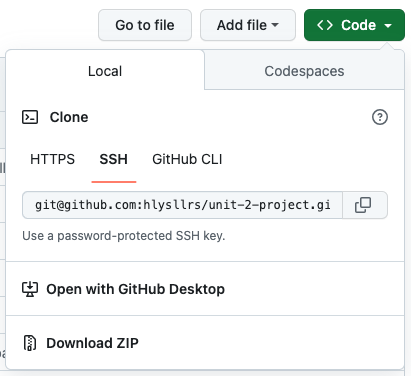 Go to file
Add file
<> Code
Local
Codespaces
Clone
HTTPS
SSH
GitHub CLI
git@github.com:hlysllrs/unit-2-project.gi
Use a password-protected SSH key.
Open with GitHub Desktop
Download ZIP